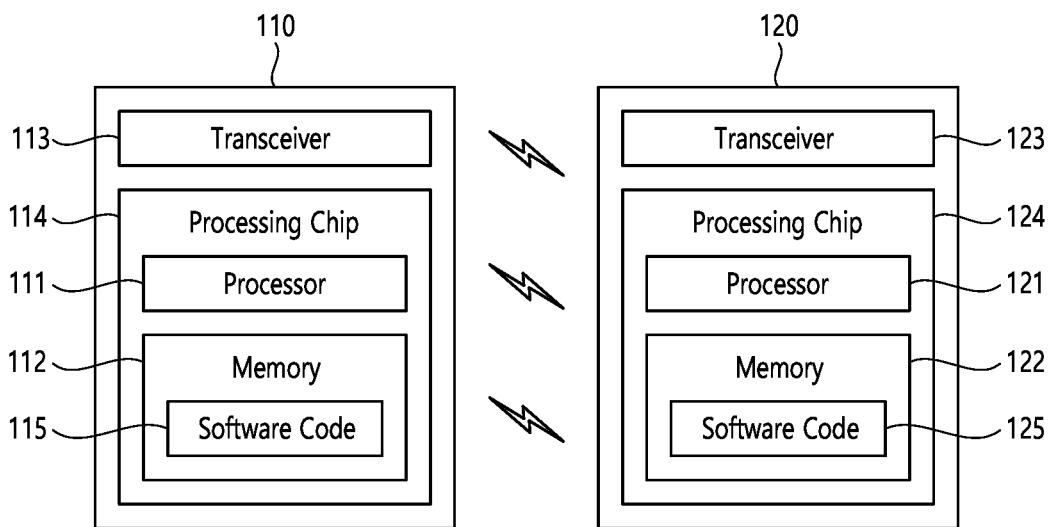 110
120
113
Transceiver
Transceiver
123
114
Processing Chip
Processing Chip
124
111
Processor
Processor
121
112
Memory
Memory
122
115
Software Code
Software Code
125